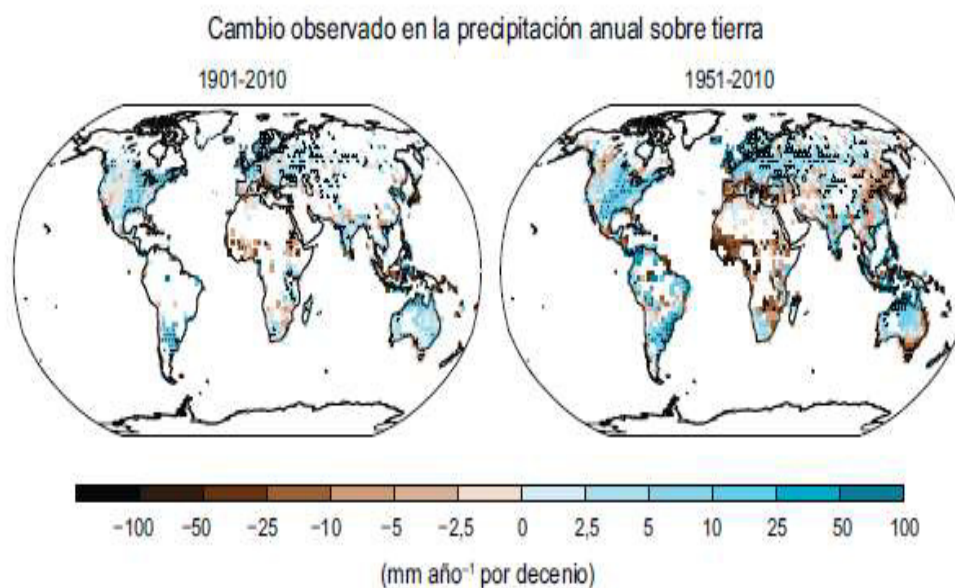 Cambio observado en la precipitación anual sobre tierra
1901-2010
1951-2010
−100 −50 −25 −10 −5 −2,5 0 2,5 5 10 25 50 100
(mm año⁻¹ por decenio)